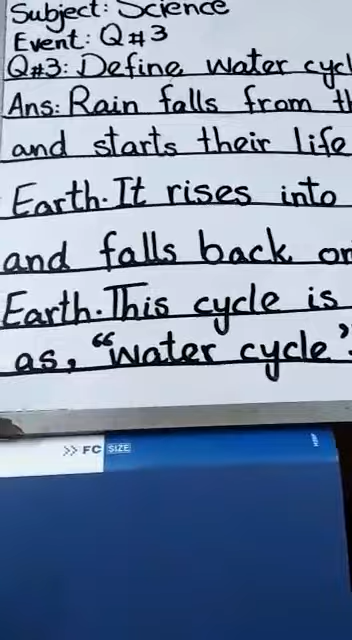 Subject: Science
Event: Q#3
Q#3: Define water cycl
Ans: Rain falls from th
and starts their life
Earth. It rises into
and falls back on
Earth. This cycle is
as, "water cycle".
>> FC SIZE